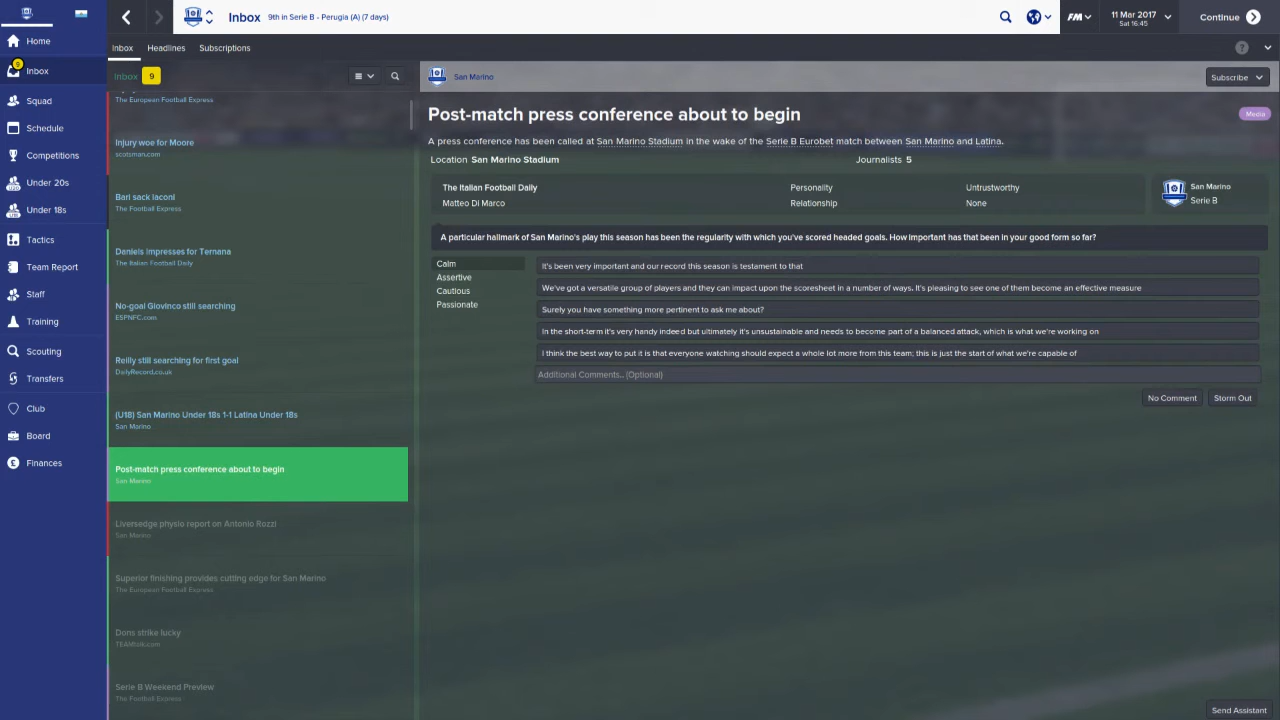 Inbox
9th in Serie B - Perugia (A) (7 days)
FM
11 Mar 2017
Sat 16:45
Continue
Home
9
Inbox
Squad
Schedule
Competitions
Under 20s
Under 18s
Tactics
Team Report
Staff
Training
Scouting
Transfers
Club
Board
Finances
Inbox
Headlines
Subscriptions
?
Inbox
9
The European Football Express
Injury woe for Moore
scotsman.com
Bari sack Iaconi
The Football Express
Daniels impresses for Ternana
The Italian Football Daily
No-goal Giovinco still searching
ESPNFC.com
Reilly still searching for first goal
DailyRecord.co.uk
(U18) San Marino Under 18s 1-1 Latina Under 18s
San Marino
Post-match press conference about to begin
San Marino
Liversedge physio report on Antonio Rozzi
San Marino
Superior finishing provides cutting edge for San Marino
The European Football Express
Dons strike lucky
TEAMtalk.com
Serie B Weekend Preview
The Football Express
San Marino
Subscribe
Post-match press conference about to begin
Media
A press conference has been called at San Marino Stadium in the wake of the Serie B Eurobet match between San Marino and Latina.
Location San Marino Stadium
Journalists 5
The Italian Football Daily
Personality
Untrustworthy
Matteo Di Marco
Relationship
None
San Marino
Serie B
A particular hallmark of San Marino's play this season has been the regularity with which you've scored headed goals. How important has that been in your good form so far?
Calm
Assertive
Cautious
Passionate
It's been very important and our record this season is testament to that
We've got a versatile group of players and they can impact upon the scoresheet in a number of ways. It's pleasing to see one of them become an effective measure
Surely you have something more pertinent to ask me about?
In the short-term it's very handy indeed but ultimately it's unsustainable and needs to become part of a balanced attack, which is what we're working on
I think the best way to put it is that everyone watching should expect a whole lot more from this team; this is just the start of what we're capable of
Additional Comments.. (Optional)
No Comment
Storm Out
Send Assistant